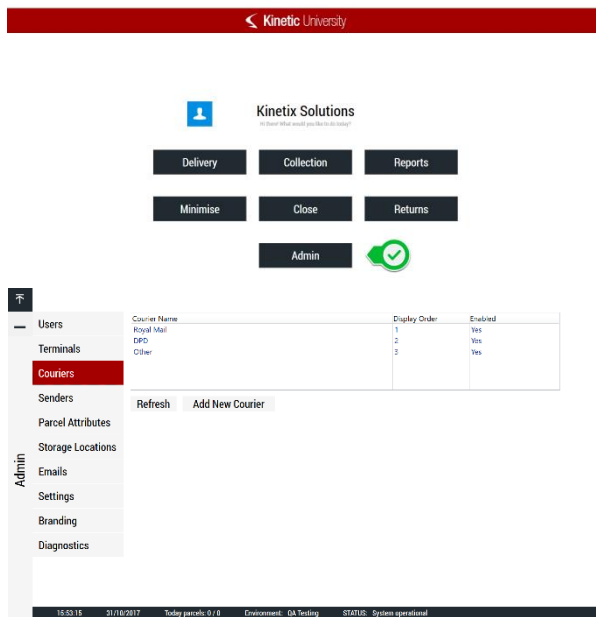 Kinetic University
Kinetix Solutions
Hi there! What would you like to do today?
Delivery Collection Reports
Minimise Close Returns
Admin
Users
Terminals
Couriers
Senders
Parcel Attributes
Storage Locations
Emails
Settings
Branding
Diagnostics
Admin
Courier Name Display Order Enabled
Royal Mail 1 Yes
DPD 2 Yes
Other 3 Yes
Refresh Add New Courier
16:53:15 31/10/2017 Today parcels: 0 / 0 Environment: QA Testing STATUS: System operational